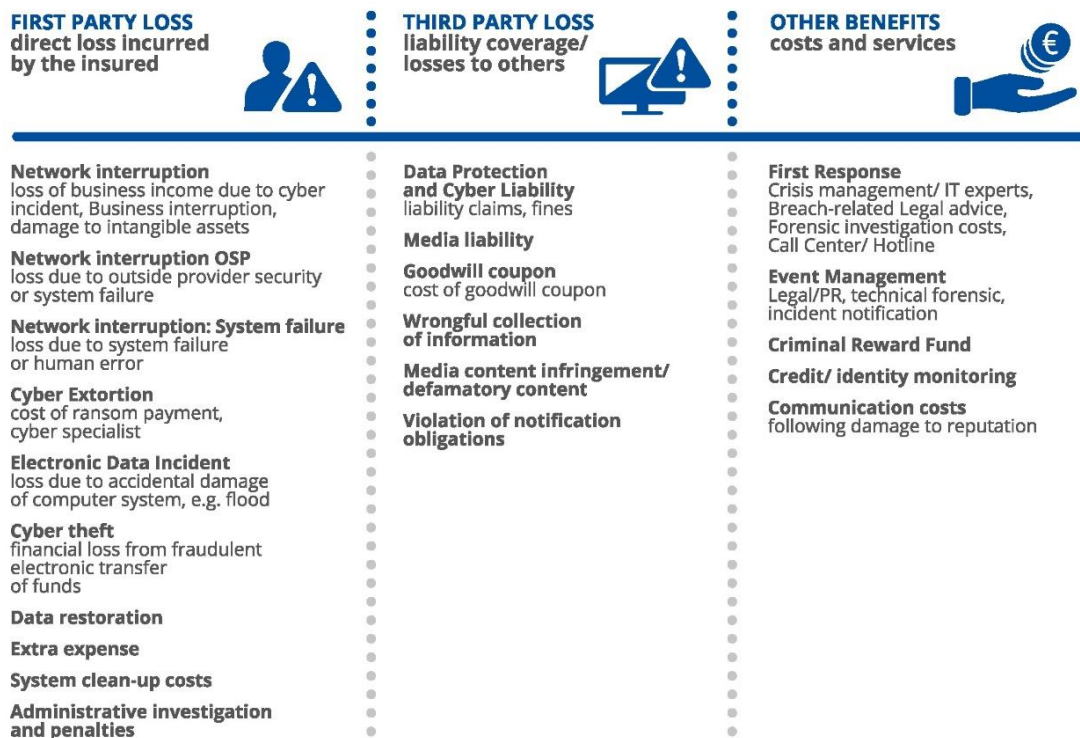 FIRST PARTY LOSS
direct loss incurred
by the insured
THIRD PARTY LOSS
liability coverage/
losses to others
OTHER BENEFITS
costs and services
€
Network interruption
loss of business income due to cyber
incident, Business interruption,
damage to intangible assets
Network interruption OSP
loss due to outside provider security
or system failure
Network interruption: System failure
loss due to system failure
or human error
Cyber Extortion
cost of ransom payment,
cyber specialist
Electronic Data Incident
loss due to accidental damage
of computer system, e.g. flood
Cyber theft
financial loss from fraudulent
electronic transfer
of funds
Data restoration
Extra expense
System clean-up costs
Administrative investigation
and penalties
Data Protection
and Cyber Liability
liability claims, fines
Media liability
Goodwill coupon
cost of goodwill coupon
Wrongful collection
of information
Media content infringement/
defamatory content
Violation of notification
obligations
First Response
Crisis management/ IT experts,
Breach-related Legal advice,
Forensic investigation costs,
Call Center/ Hotline
Event Management
Legal/PR, technical forensic,
incident notification
Criminal Reward Fund
Credit/ identity monitoring
Communication costs
following damage to reputation